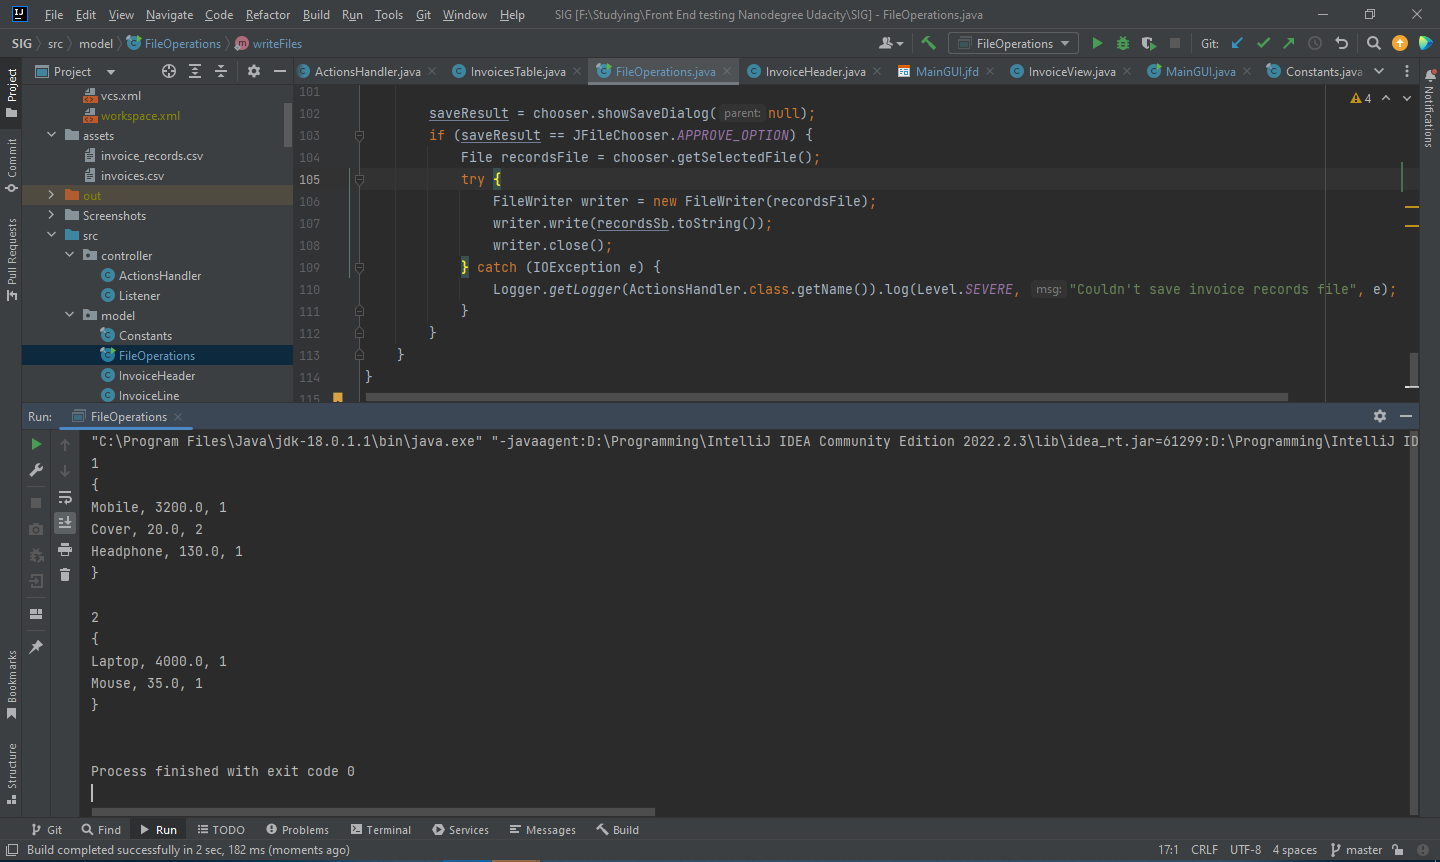 File Edit View Navigate Code Refactor Build Run Tools Git Window Help SIG [F:\Studying\Front End testing Nanodegree Udacity\SIG] - FileOperations.java
SIG src model FileOperations writeFiles FileOperations Git:
Project ActionsHandler.java InvoicesTable.java FileOperations.java InvoiceHeader.java MainGUI.jfd InvoiceView.java MainGUI.java Constants.java
Project
Commit
Pull Requests
Bookmarks
Structure
Notifications
vcs.xml
workspace.xml
assets
invoice_records.csv
invoices.csv
out
Screenshots
src
controller
ActionsHandler
Listener
model
Constants
FileOperations
InvoiceHeader
InvoiceLine
4
101
102 saveResult = chooser.showSaveDialog( parent: null);
103 if (saveResult == JFileChooser.APPROVE_OPTION) {
104 File recordsFile = chooser.getSelectedFile();
105 try {
106 FileWriter writer = new FileWriter(recordsFile);
107 writer.write(recordsSb.toString());
108 writer.close();
109 } catch (IOException e) {
110 Logger.getLogger(ActionsHandler.class.getName()).log(Level.SEVERE, msg: "Couldn't save invoice records file", e);
111 }
112 }
113 }
114 }
115
Run: FileOperations
"C:\Program Files\Java\jdk-18.0.1.1\bin\java.exe" "-javaagent:D:\Programming\IntelliJ IDEA Community Edition 2022.2.3\lib\idea_rt.jar=61299:D:\Programming\IntelliJ ID
1
{
Mobile, 3200.0, 1
Cover, 20.0, 2
Headphone, 130.0, 1
}
2
{
Laptop, 4000.0, 1
Mouse, 35.0, 1
}
Process finished with exit code 0
Git Find Run TODO Problems Terminal Services Messages Build
Build completed successfully in 2 sec, 182 ms (moments ago) 17:1 CRLF UTF-8 4 spaces master